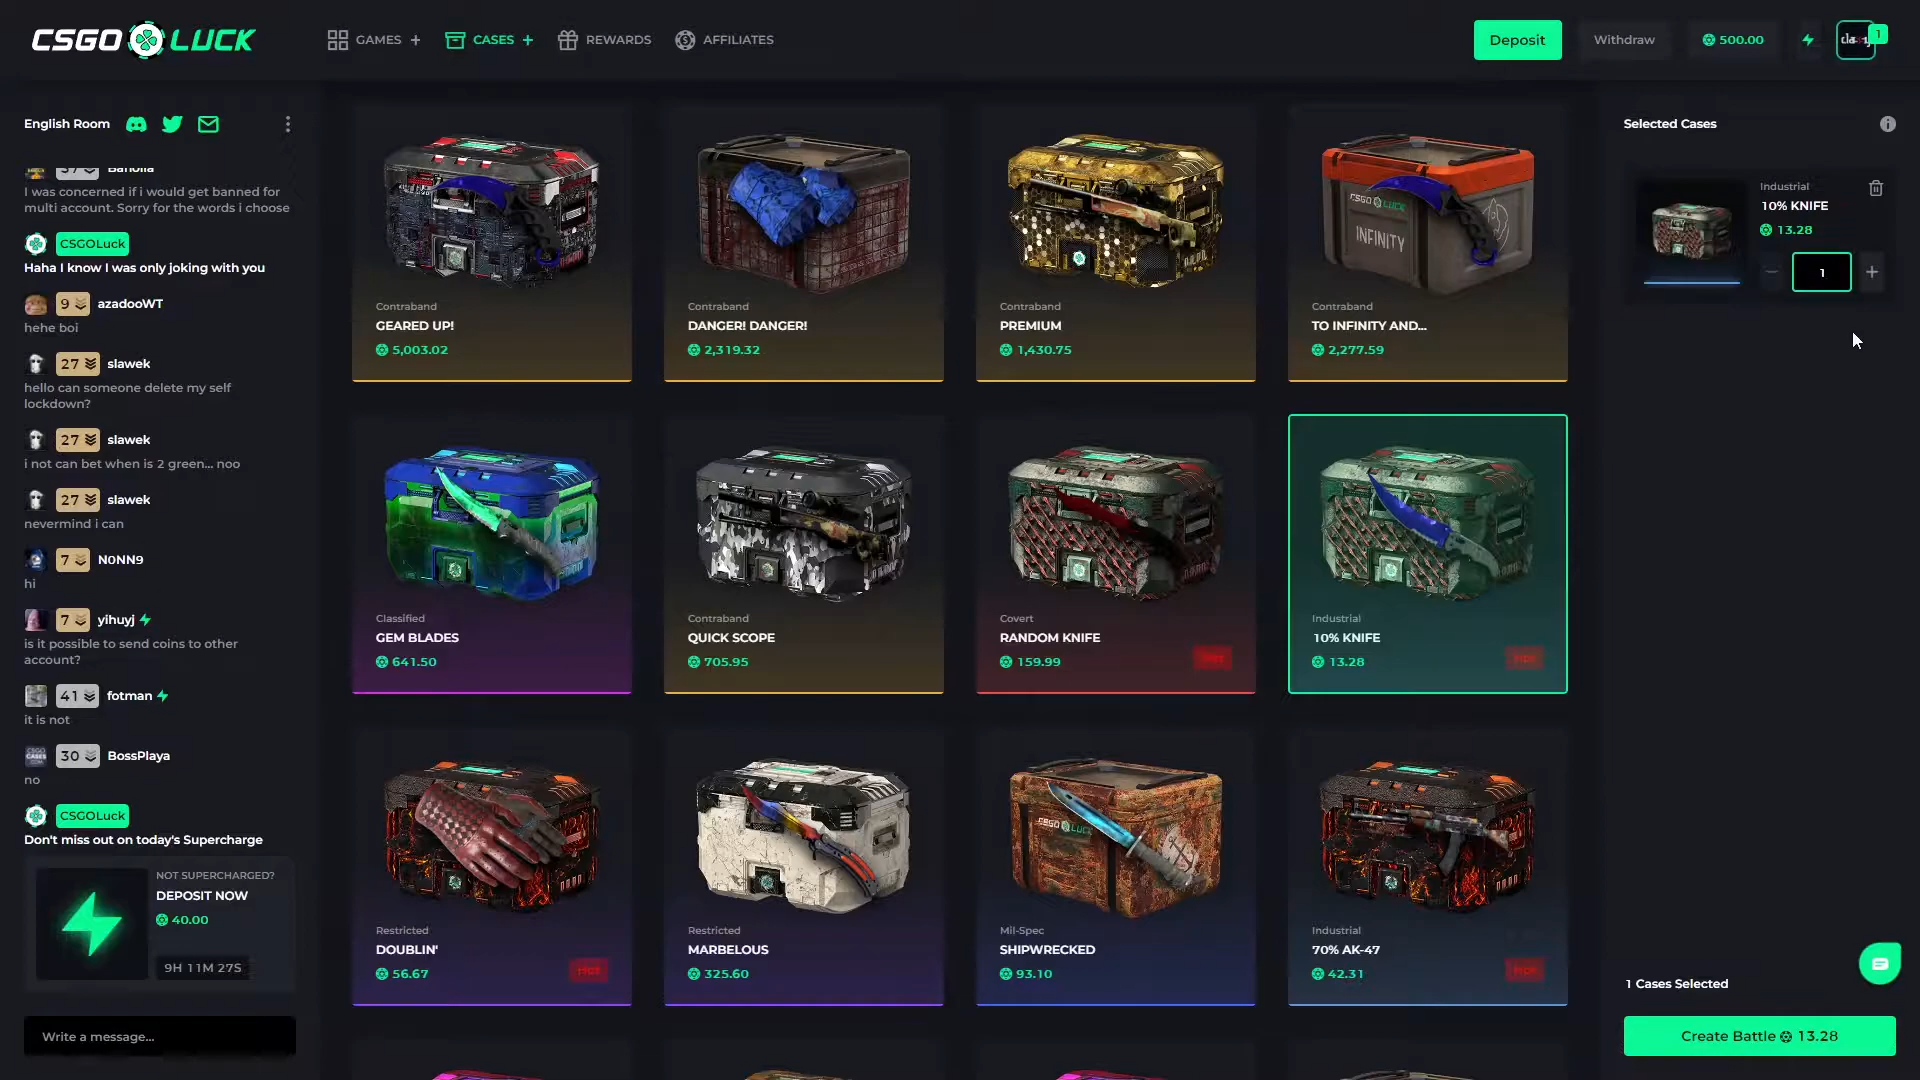 CSGO LUCK
GAMES +
CASES +
REWARDS
AFFILIATES
Deposit
Withdraw
500.00
1
English Room
I was concerned if i would get banned for
multi account. Sorry for the words i choose
CSGOLuck
Haha I know I was only joking with you
9 azadooWT
hehe boi
27 slawek
hello can someone delete my self
lockdown?
27 slawek
i not can bet when is 2 green... noo
27 slawek
nevermind i can
7 N0NN9
hi
7 yihuyj
is it possible to send coins to other
account?
41 fotman
it is not
30 BossPlaya
no
CSGOLuck
Don't miss out on today's Supercharge
NOT SUPERCHARGED?
DEPOSIT NOW
40.00
9H 11M 27S
Write a message...
Contraband
GEARED UP!
5,003.02
Contraband
DANGER! DANGER!
2,319.32
Contraband
PREMIUM
1,430.75
CSGO LUCK
INFINITY
Contraband
TO INFINITY AND...
2,277.59
Classified
GEM BLADES
641.50
Contraband
QUICK SCOPE
705.95
Covert
RANDOM KNIFE
159.99
Industrial
10% KNIFE
13.28
Restricted
DOUBLIN'
56.67
HOT
Restricted
MARBELOUS
325.60
CSGO LUCK
Mil-Spec
SHIPWRECKED
93.10
Industrial
70% AK-47
42.31
Selected Cases
Industrial
10% KNIFE
13.28
− 1 +
1 Cases Selected
Create Battle 13.28